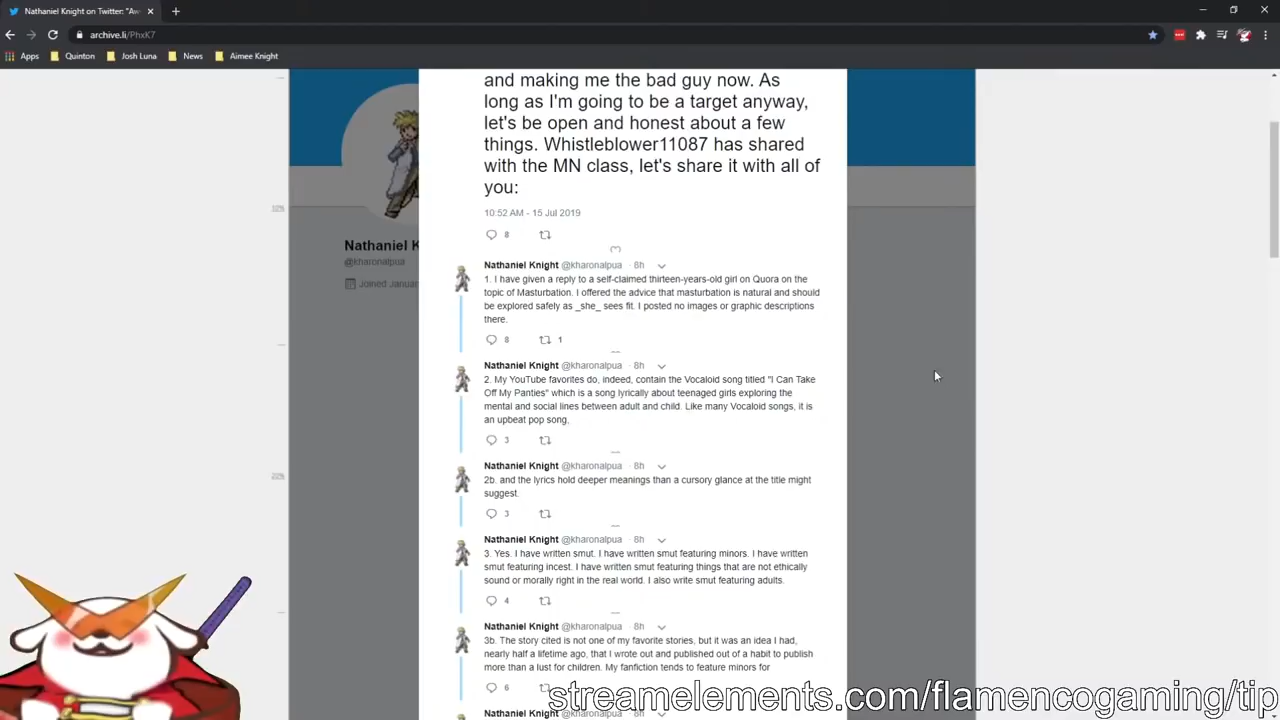 Nathaniel Knight on Twitter: "Aw
archive.li/PhxK7
Apps
Quinton
Josh Luna
News
Aimee Knight
and making me the bad guy now. As
long as I'm going to be a target anyway,
let's be open and honest about a few
things. Whistleblower11087 has shared
with the MN class, let's share it with all of
you:
10:52 AM - 15 Jul 2019
8
Nathaniel K
@kharonalpua
Joined Januar
Nathaniel Knight @kharonalpua · 8h
1. I have given a reply to a self-claimed thirteen-years-old girl on Quora on the
topic of Masturbation. I offered the advice that masturbation is natural and should
be explored safely as _she_ sees fit. I posted no images or graphic descriptions
there.
8 1
Nathaniel Knight @kharonalpua · 8h
2. My YouTube favorites do, indeed, contain the Vocaloid song titled "I Can Take
Off My Panties" which is a song lyrically about teenaged girls exploring the
mental and social lines between adult and child. Like many Vocaloid songs, it is
an upbeat pop song,
3
Nathaniel Knight @kharonalpua · 8h
2b. and the lyrics hold deeper meanings than a cursory glance at the title might
suggest.
3
Nathaniel Knight @kharonalpua · 8h
3. Yes. I have written smut. I have written smut featuring minors. I have written
smut featuring incest. I have written smut featuring things that are not ethically
sound or morally right in the real world. I also write smut featuring adults.
4
Nathaniel Knight @kharonalpua · 8h
3b. The story cited is not one of my favorite stories, but it was an idea I had,
nearly half a lifetime ago, that I wrote out and published out of a habit to publish
more than a lust for children. My fanfiction tends to feature minors for
6
Nathaniel Knight @kharonalpua · 8h
streamelements.com/flamencogaming/tip